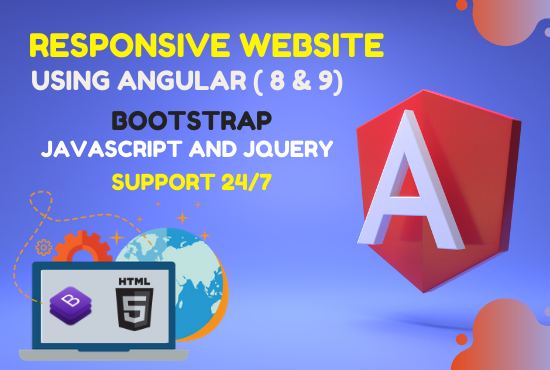 RESPONSIVE WEBSITE
USING ANGULAR ( 8 & 9)
BOOTSTRAP
JAVASCRIPT AND JQUERY
SUPPORT 24/7
A
HTML
B
5